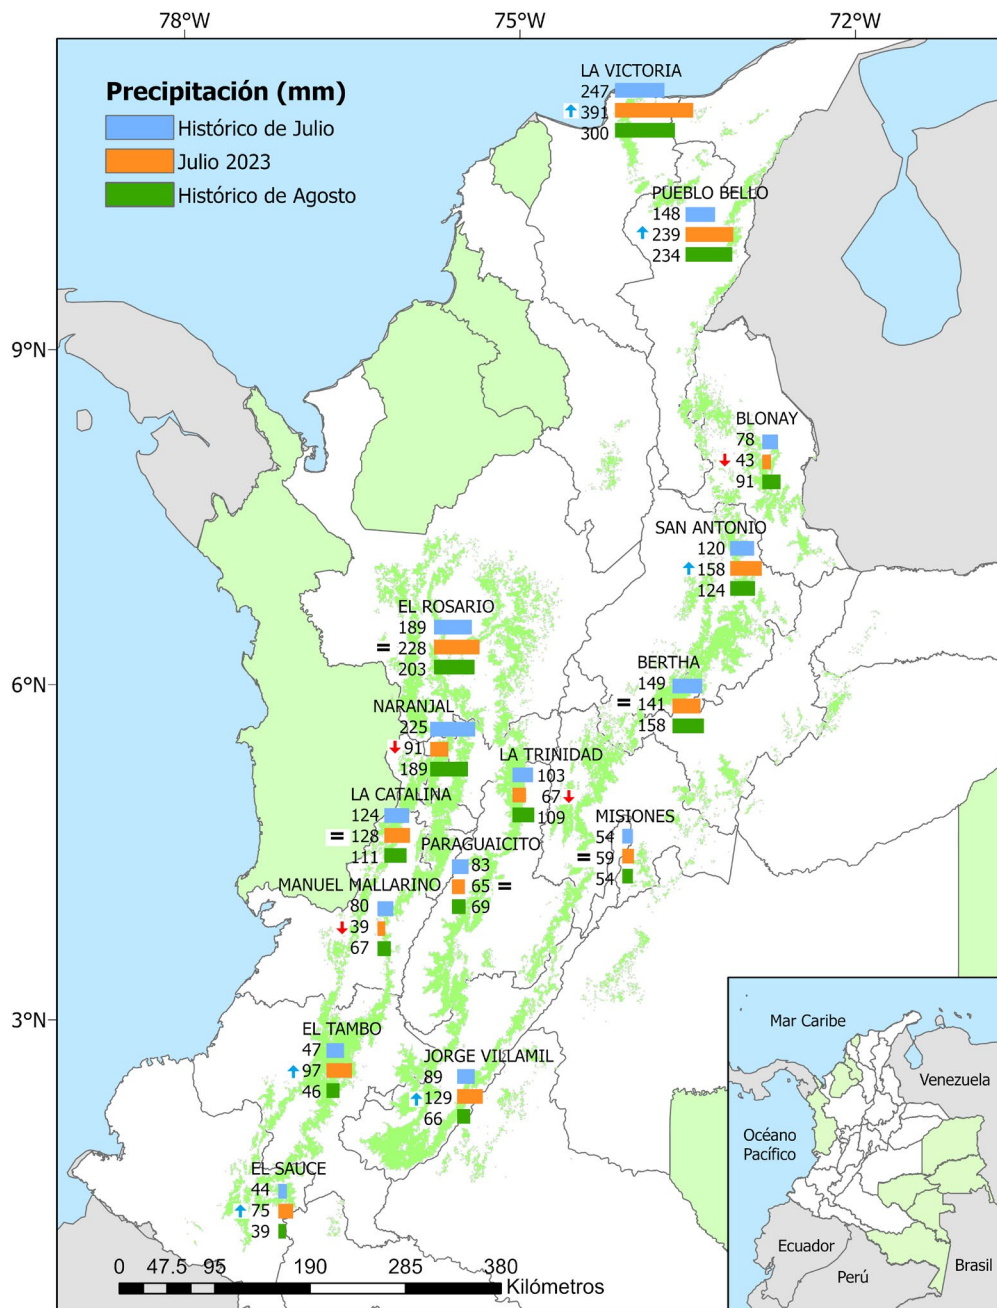 78°W 75°W 72°W
Precipitación (mm)
Histórico de Julio
Julio 2023
Histórico de Agosto
LA VICTORIA
247
391
300
PUEBLO BELLO
148
239
234
9°N
BLONAY
78
43
91
SAN ANTONIO
120
158
124
EL ROSARIO
189
= 228
203
6°N
BERTHA
149
= 141
158
NARANJAL
225
91
189
LA TRINIDAD
103
67
109
LA CATALINA
124
= 128
111
MISIONES
54
= 59
54
PARAGUAICITO
83
65 =
69
MANUEL MALLARINO
80
39
67
3°N
EL TAMBO
47
97
46
JORGE VILLAMIL
89
129
66
EL SAUCE
44
75
39
0 47.5 95 190 285 380
Kilómetros
Mar Caribe
Venezuela
Océano
Pacífico
Ecuador
Perú
Brasil